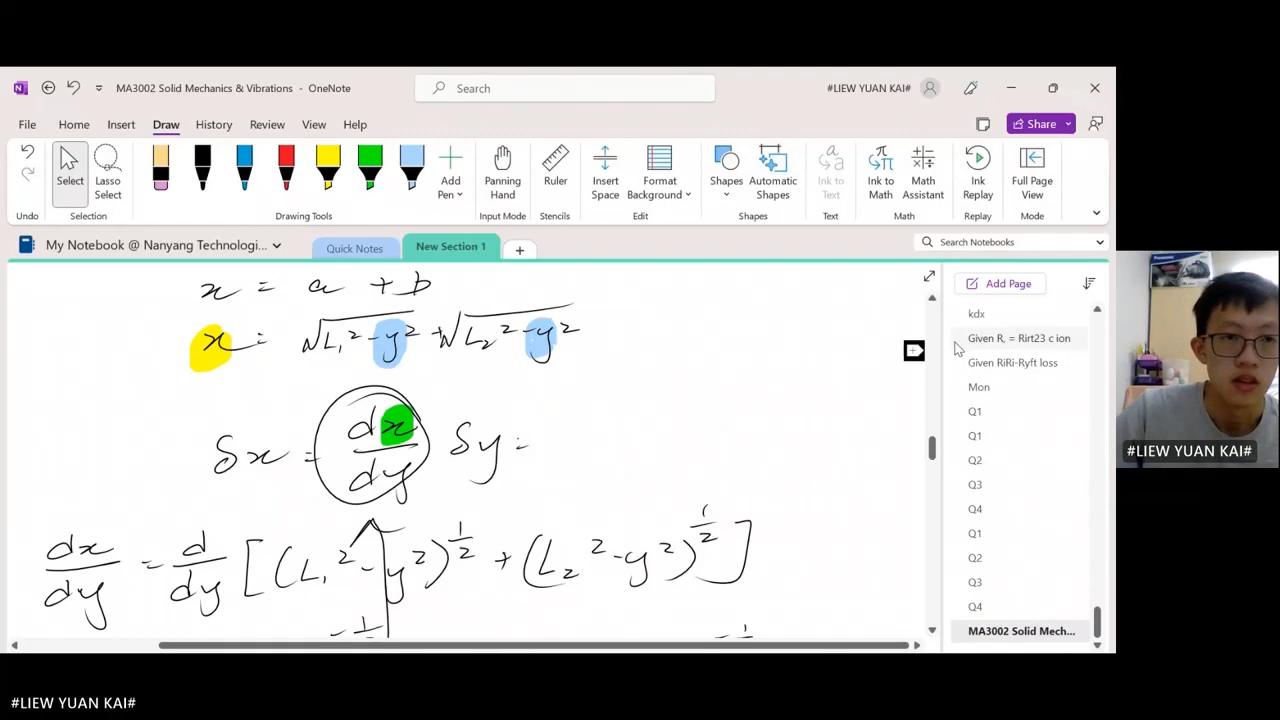 MA3002 Solid Mechanics & Vibrations - OneNote
Search
#LIEW YUAN KAI#
File Home Insert Draw History Review View Help
Share
Undo
Select
Lasso Select
Add Pen
Panning Hand
Ruler
Insert Space
Format Background
Shapes
Automatic Shapes
Ink to Text
Ink to Math
Math Assistant
Ink Replay
Full Page View
Undo Selection Drawing Tools Input Mode Stencils Edit Shapes Text Math Replay Mode
My Notebook @ Nanyang Technologi...
Quick Notes
New Section 1
Search Notebooks
Add Page
kdx
Given R, = Rirt23 c ion
Given RiRi-Ryft loss
Mon
Q1
Q1
Q2
Q3
Q4
Q1
Q2
Q3
Q4
MA3002 Solid Mech...
x = a + b
x = √(L₁² - y²) + √(L₂² - y²)
δx = dx/dy δy =
dx/dy = d/dy [(L₁² - y²)^1/2 + (L₂² - y²)^1/2]
-1/2 -1/2
#LIEW YUAN KAI#
#LIEW YUAN KAI#